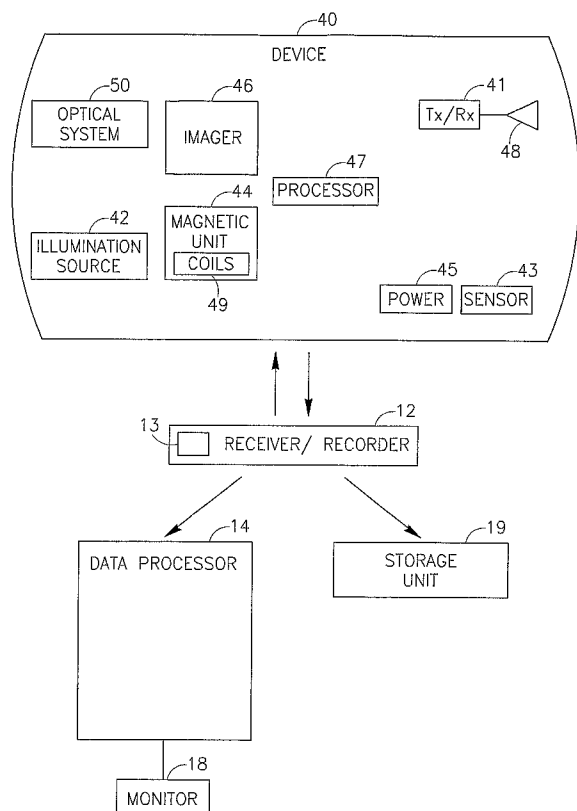 40
DEVICE
50
OPTICAL
SYSTEM
46
IMAGER
41
Tx/Rx
48
47
PROCESSOR
42
ILLUMINATION
SOURCE
44
MAGNETIC
UNIT
COILS
49
45
POWER
43
SENSOR
12
13
RECEIVER/ RECORDER
14
DATA PROCESSOR
19
STORAGE
UNIT
18
MONITOR